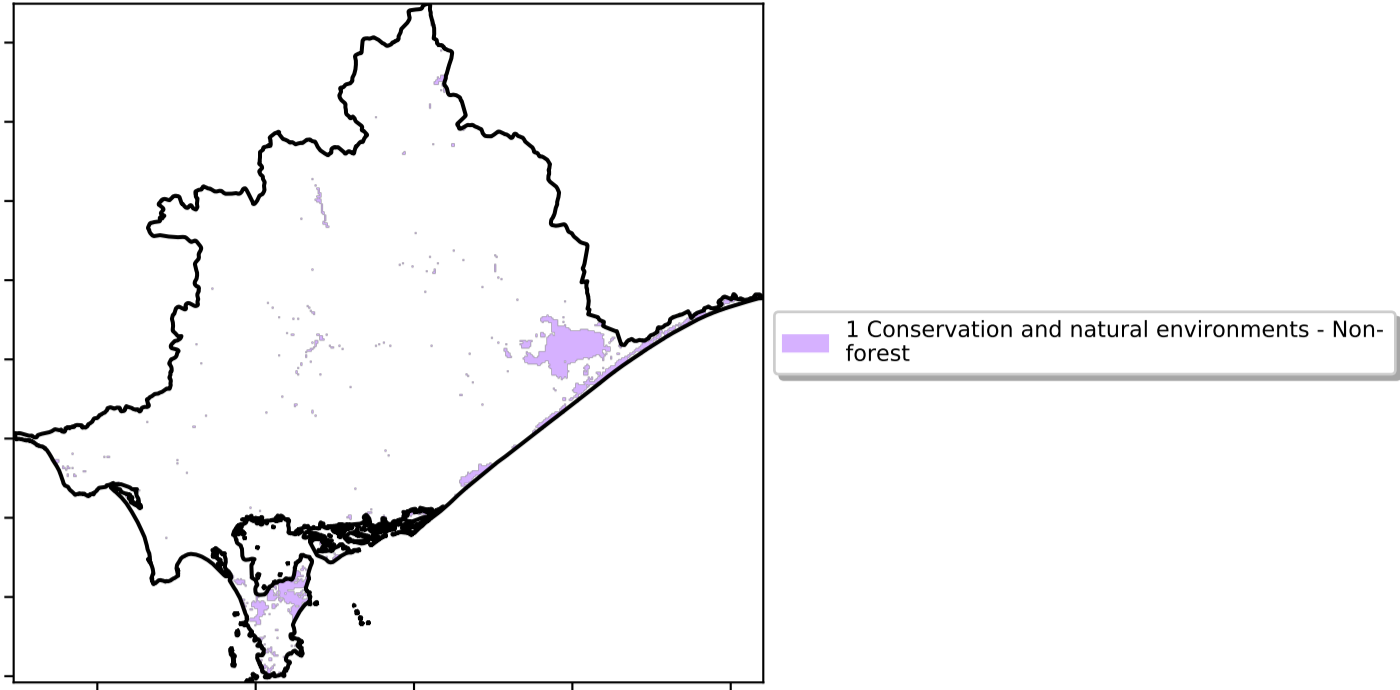 1 Conservation and natural environments - Non-
forest